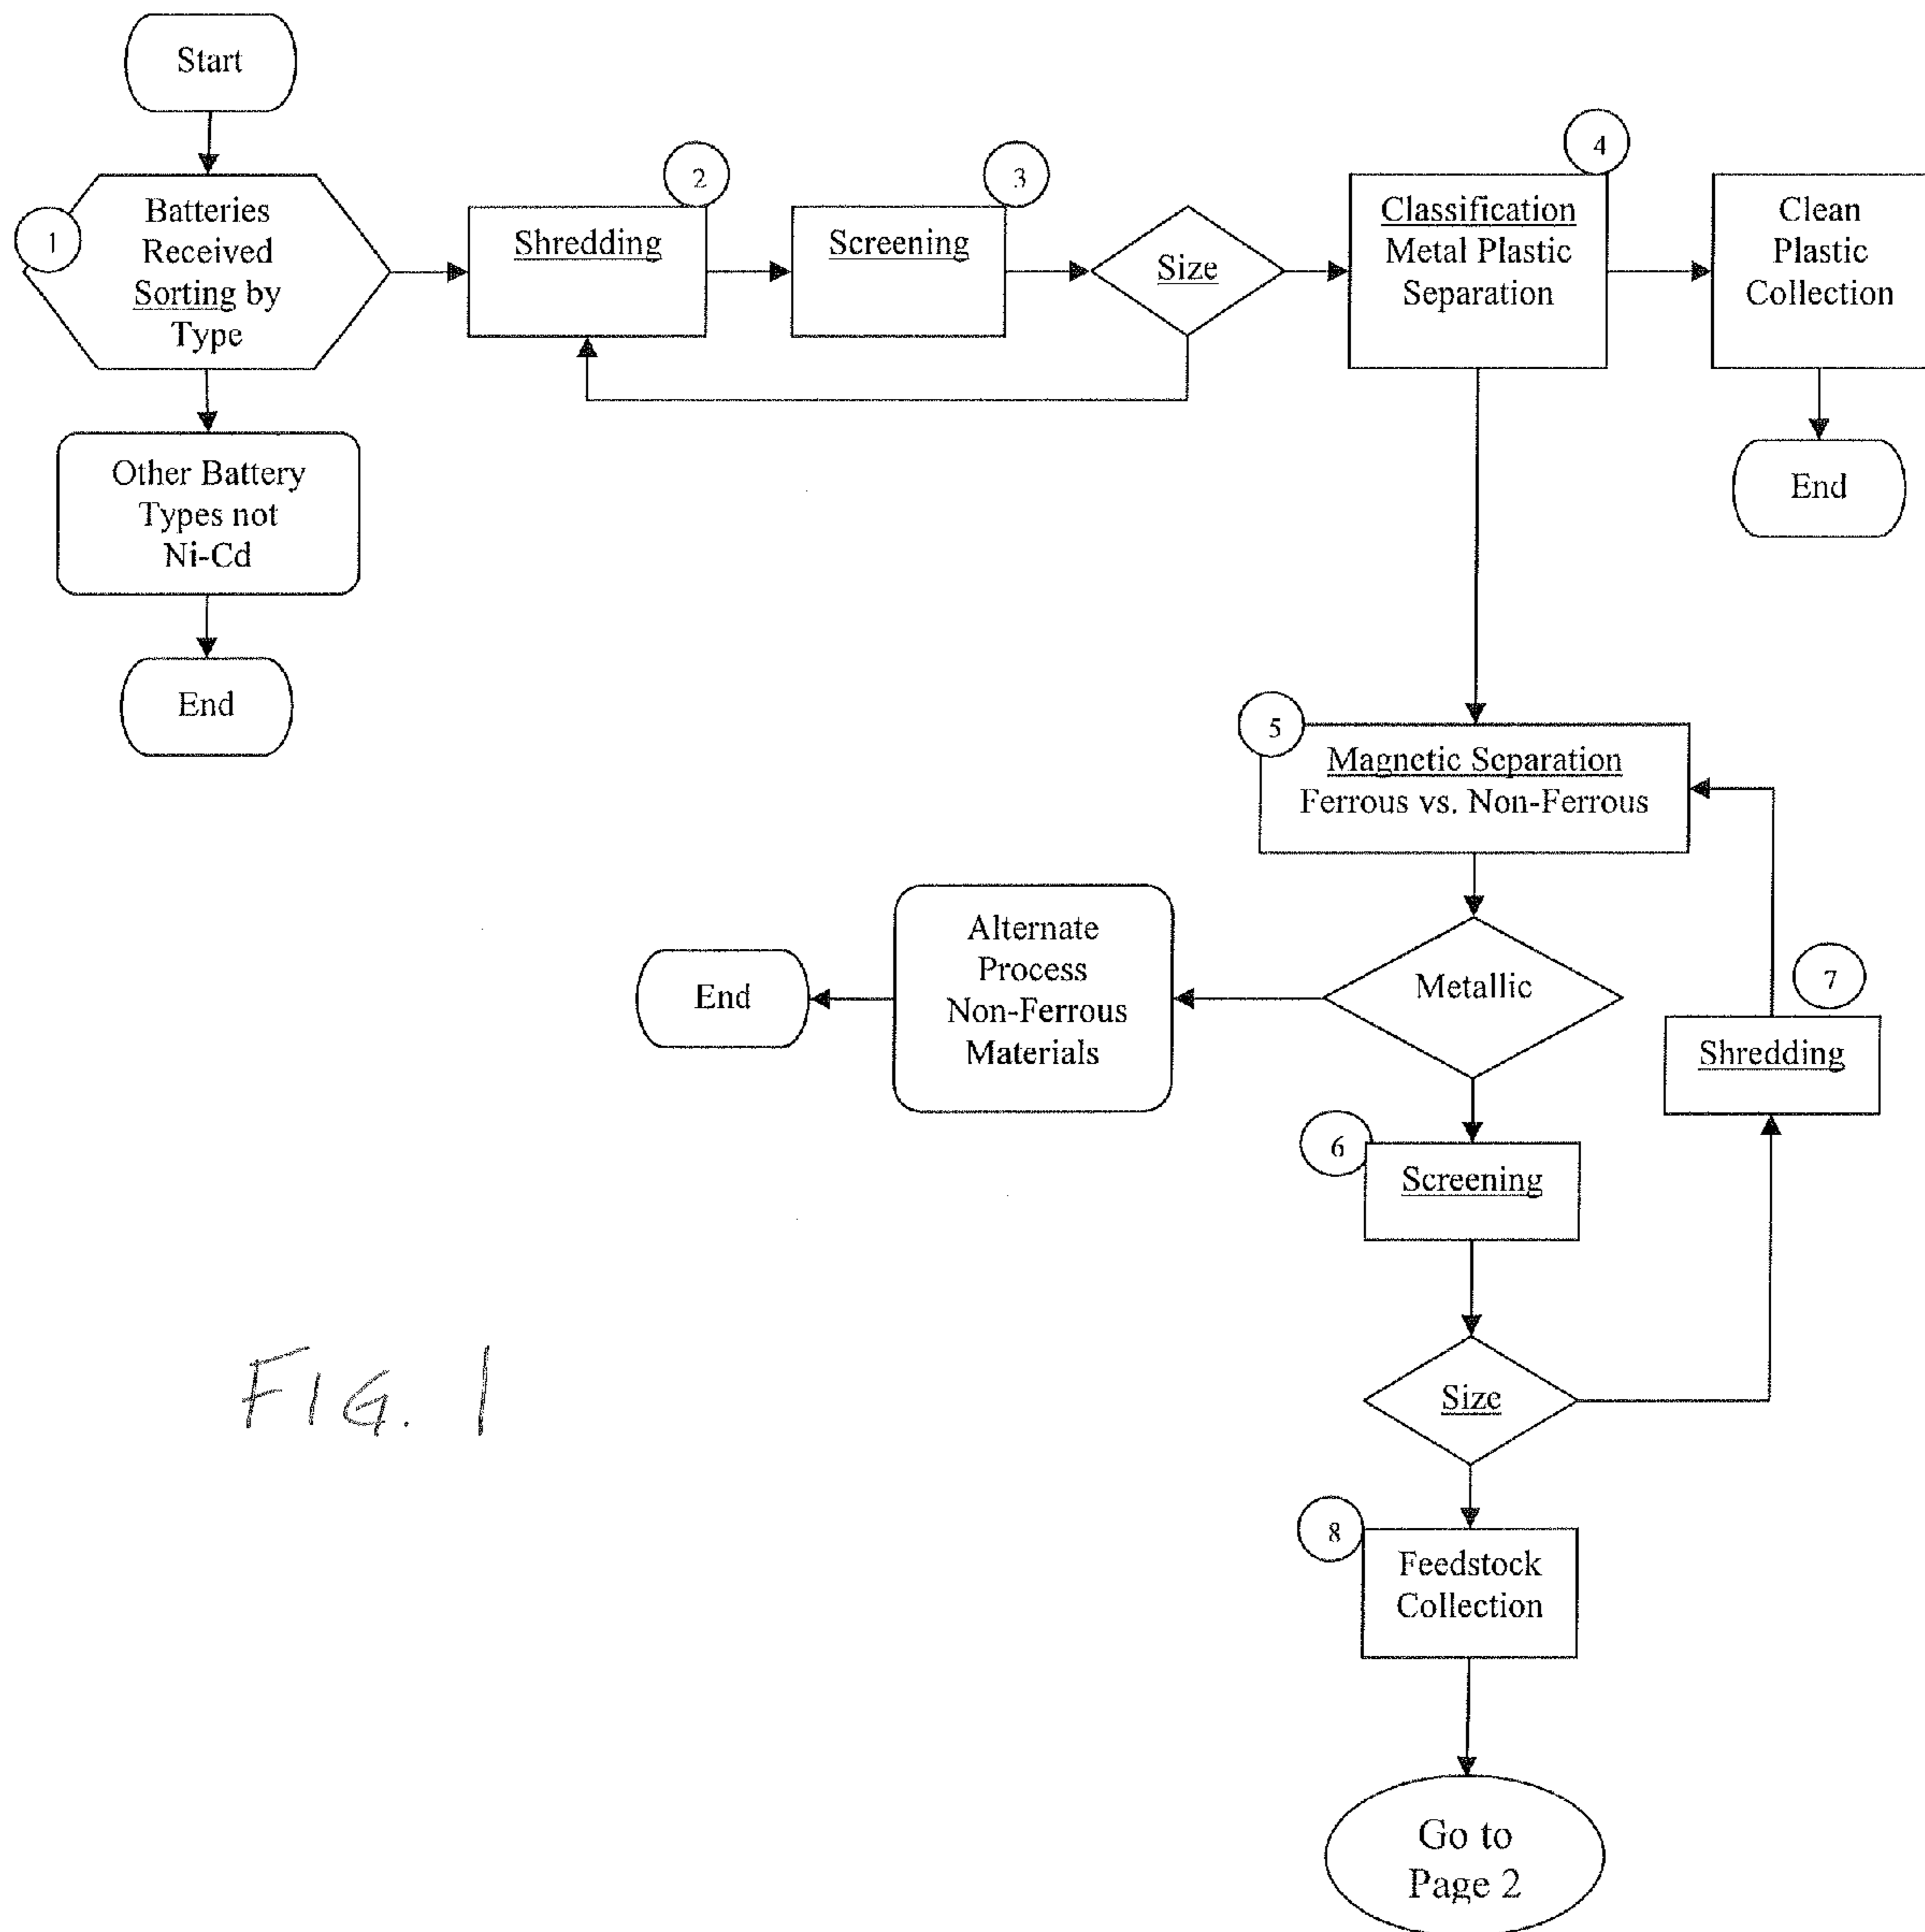 Start
1
Batteries
Received
Sorting by
Type
Other Battery
Types not
Ni-Cd
End
2
Shredding
3
Screening
Size
4
Classification
Metal Plastic
Separation
Clean
Plastic
Collection
End
5
Magnetic Separation
Ferrous vs. Non-Ferrous
Metallic
Alternate
Process
Non-Ferrous
Materials
End
7
Shredding
6
Screening
Size
8
Feedstock
Collection
Go to
Page 2
FIG. 1